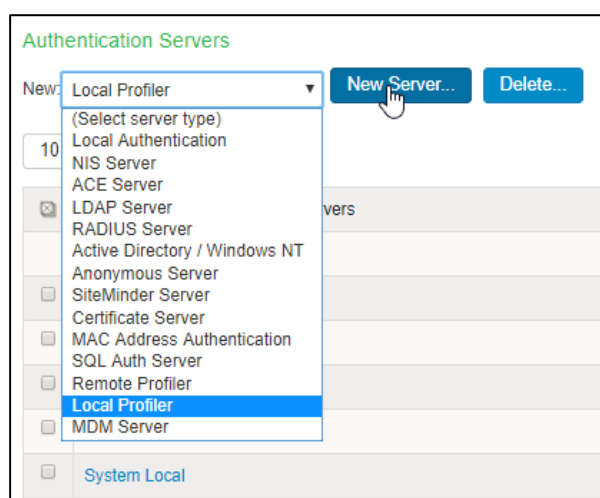 Authentication Servers
New: Local Profiler New Server... Delete...
(Select server type)
10 Local Authentication
NIS Server
ACE Server
LDAP Server vers
RADIUS Server
Active Directory / Windows NT
Anonymous Server
SiteMinder Server
Certificate Server
MAC Address Authentication
SQL Auth Server
Remote Profiler
Local Profiler
MDM Server
System Local